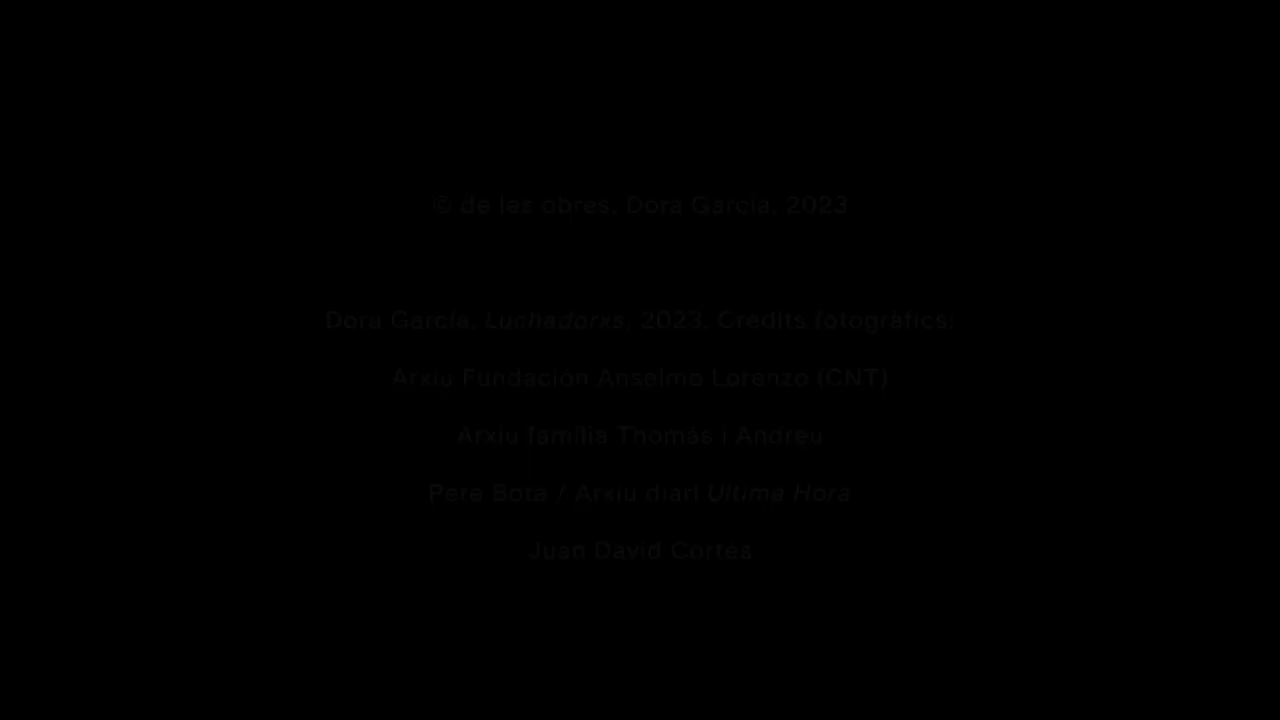 © de les obres, Dora García, 2023
Dora García, Luchadorxs, 2023. Crèdits fotogràfics:
Arxiu Fundación Anselmo Lorenzo (CNT)
Arxiu família Thomàs i Andreu
Pere Bota / Arxiu diari Ultima Hora
Juan David Cortés